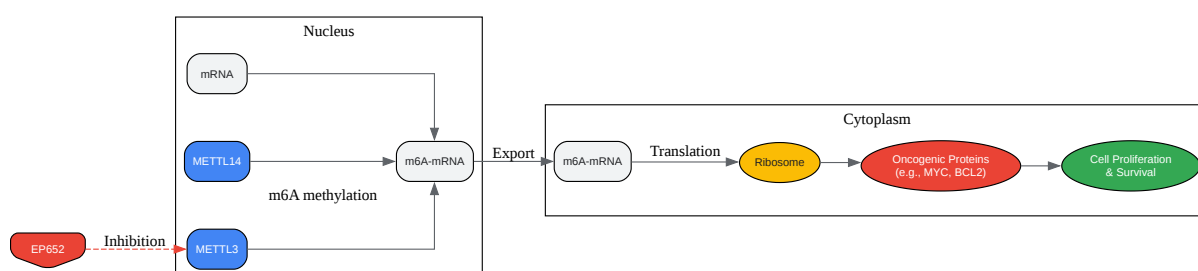 Nucleus
mRNA
Cytoplasm
METTL14
m6A-mRNA
Export
m6A-mRNA
Translation
Ribosome
Oncogenic Proteins
(e.g., MYC, BCL2)
Cell Proliferation
& Survival
m6A methylation
EP652
Inhibition
METTL3